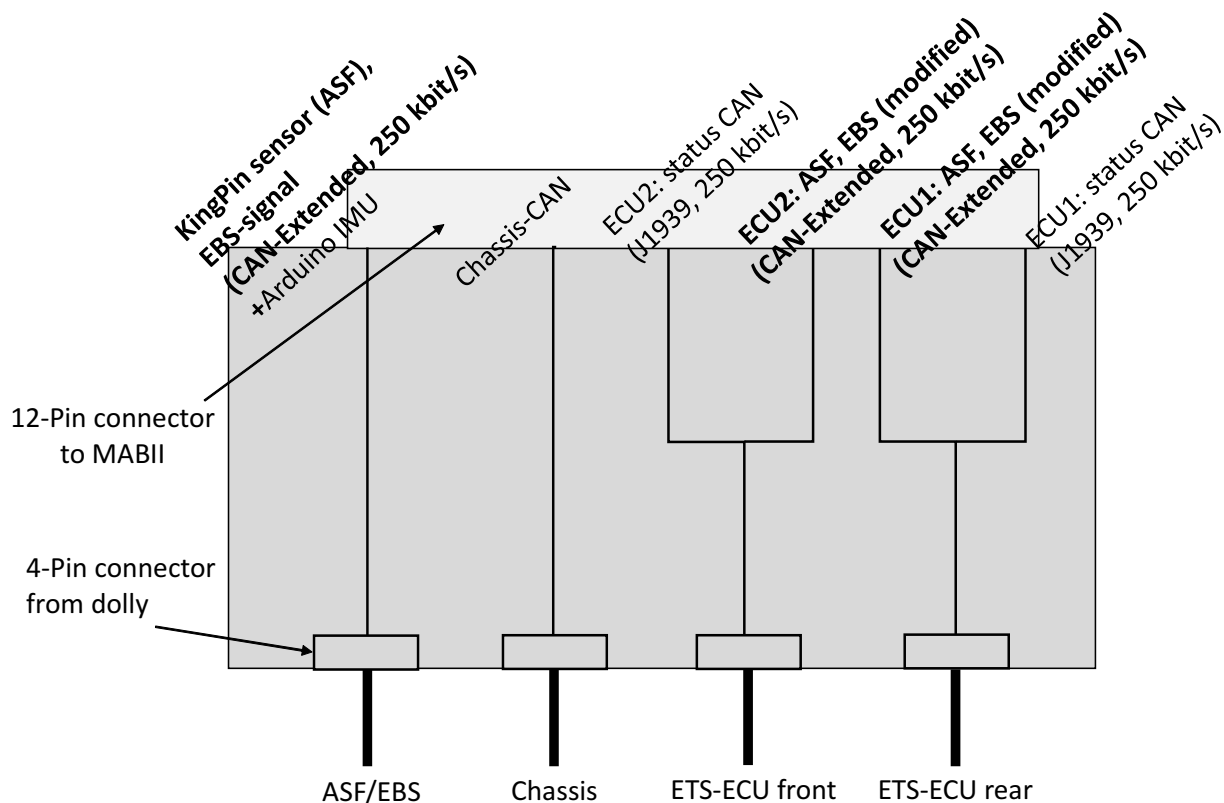 KingPin sensor (ASF),
EBS-signal
(CAN-Extended, 250 kbit/s)
+Arduino IMU
Chassis-CAN
ECU2: status CAN
(J1939, 250 kbit/s)
ECU2: ASF, EBS (modified)
(CAN-Extended, 250 kbit/s)
ECU1: ASF, EBS (modified)
(CAN-Extended, 250 kbit/s)
ECU1: status CAN
(J1939, 250 kbit/s)
12-Pin connector
to MABII
4-Pin connector
from dolly
ASF/EBS
Chassis
ETS-ECU front
ETS-ECU rear